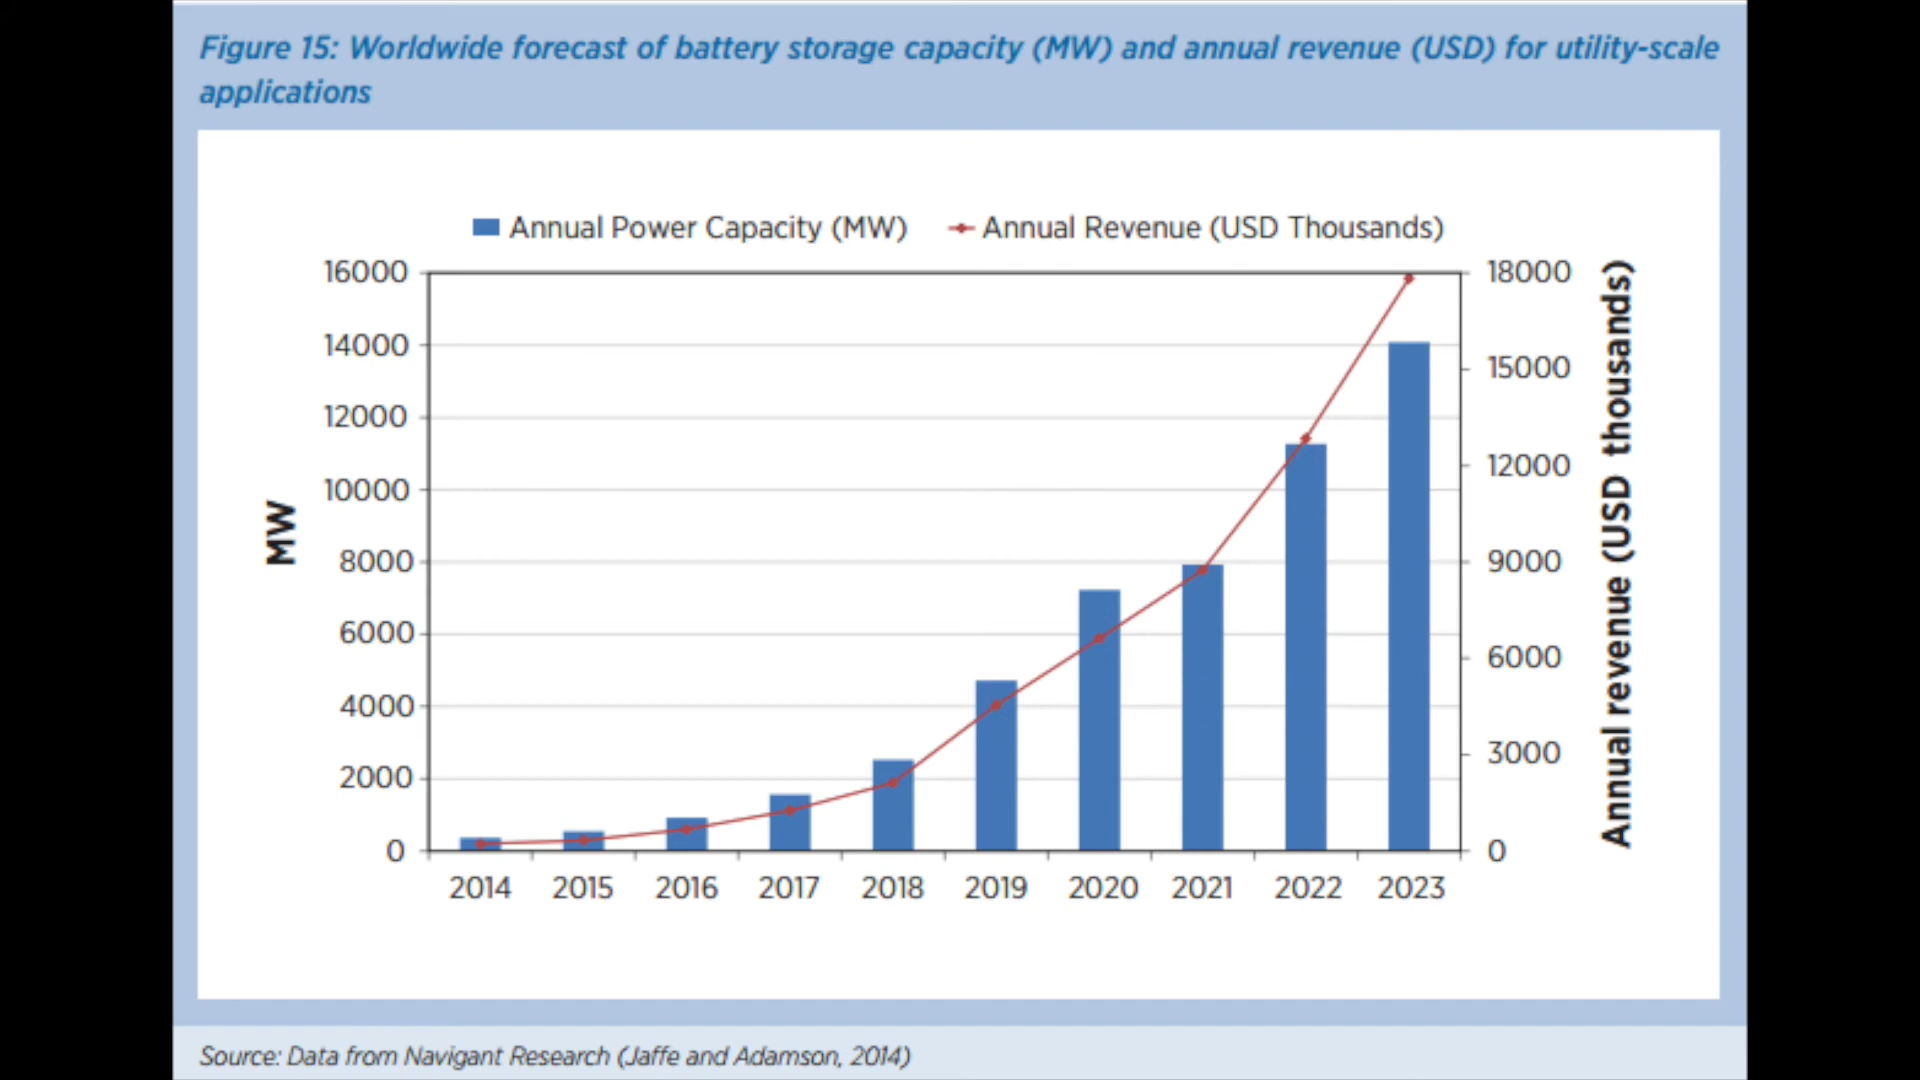 Figure 15: Worldwide forecast of battery storage capacity (MW) and annual revenue (USD) for utility-scale
applications
Annual Power Capacity (MW)
Annual Revenue (USD Thousands)
MW
16000
14000
12000
10000
8000
6000
4000
2000
0
18000
15000
12000
9000
6000
3000
0
Annual revenue (USD thousands)
2014 2015 2016 2017 2018 2019 2020 2021 2022 2023
Source: Data from Navigant Research (Jaffe and Adamson, 2014)